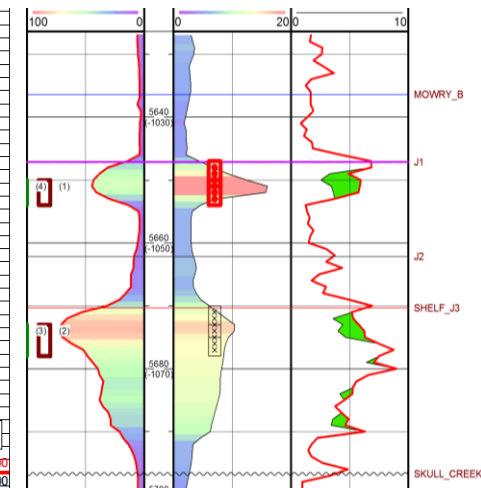 100 0 0 20 0 10
MOWRY_B
5640
(-1030)
J1
(4) (1)
5660
(-1050)
J2
SHELF_J3
(3) (2)
5680
(-1070)
SKULL_CREEK